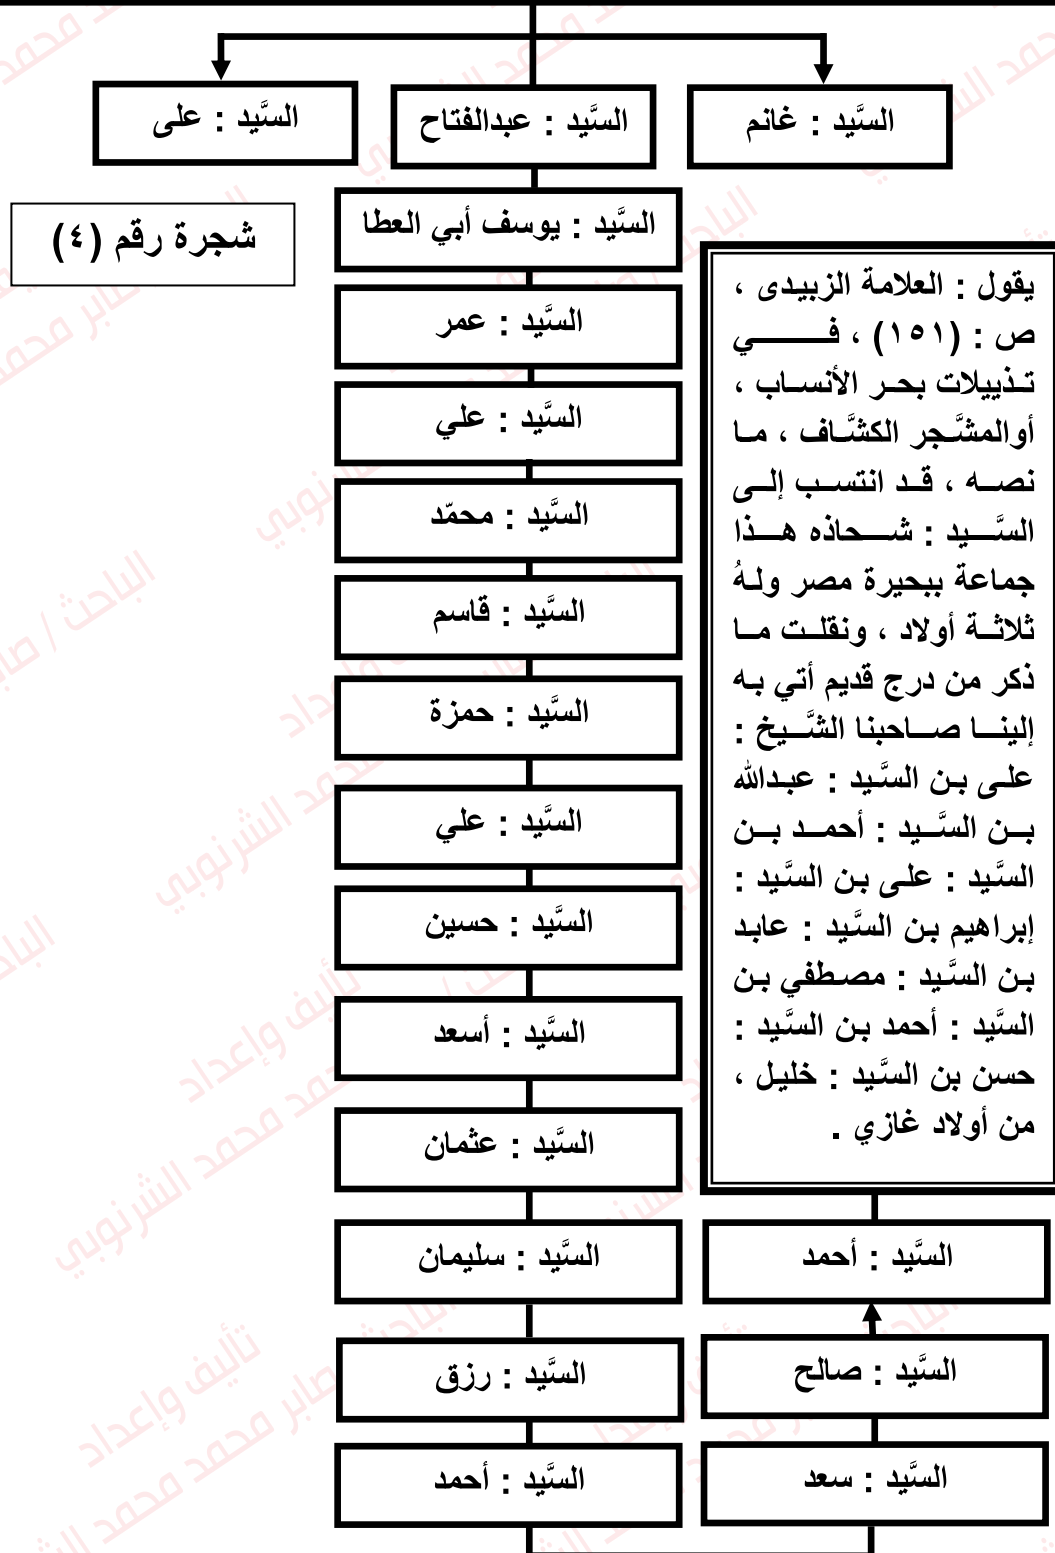 السَّيد : غانم
السَّيد : عبدالفتاح
السَّيد : على
شجرة رقم (٤)
السَّيد : يوسف أبي العطا
السَّيد : عمر
السَّيد : علي
السَّيد : محمّد
السَّيد : قاسم
السَّيد : حمزة
السَّيد : علي
السَّيد : حسين
السَّيد : أسعد
السَّيد : عثمان
السَّيد : سليمان
السَّيد : رزق
السَّيد : أحمد
يقول : العلامة الزبيدى ،
ص : (١٥١) ، في
تذييلات بحر الأنساب ،
أوالمشَّجر الكشَّاف ، ما
نصه ، قد انتسب إلى
السَّيد : شحاذه هذا
جماعة ببحيرة مصر ولهُ
ثلاثة أولاد ، ونقلت ما
ذكر من درج قديم أتي به
إلينا صاحبنا الشَّيخ :
على بن السَّيد : عبدالله
بن السَّيد : أحمد بن
السَّيد : على بن السَّيد :
إبراهيم بن السَّيد : عابد
بن السَّيد : مصطفي بن
السَّيد : أحمد بن السَّيد :
حسن بن السَّيد : خليل ،
من أولاد غازي .
السَّيد : أحمد
السَّيد : صالح
السَّيد : سعد